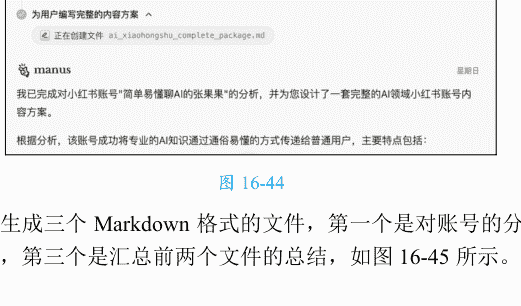 为用户编写完整的内容方案
正在创建文件 ai_xiaohongshu_complete_package.md
manus 星期日
我已完成对小红书账号"简单易懂聊AI的张果果"的分析，并为您设计了一套完整的AI领域小红书账号内
容方案。
根据分析，该账号成功将专业的AI知识通过通俗易懂的方式传递给普通用户，主要特点包括：
图 16-44
生成三个 Markdown 格式的文件，第一个是对账号的分
，第三个是汇总前两个文件的总结，如图 16-45 所示。